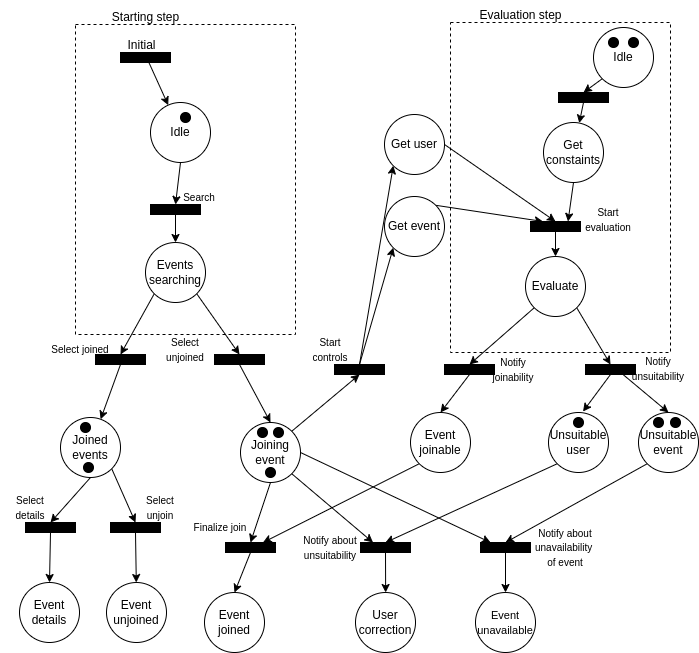 Starting step
Evaluation step
Initial
Idle
Idle
Get user
Get
constaints
Search
Get event
Start
evaluation
Events
searching
Evaluate
Select joined
Select
unjoined
Start
controls
Notify
joinability
Notify
unsuitability
Joined
events
Joining
event
Event
joinable
Unsuitable
user
Unsuitable
event
Select
details
Select
unjoin
Finalize join
Notify about
unsuitability
Notify about
unavailability
of event
Event
details
Event
unjoined
Event
joined
User
correction
Event
unavailable